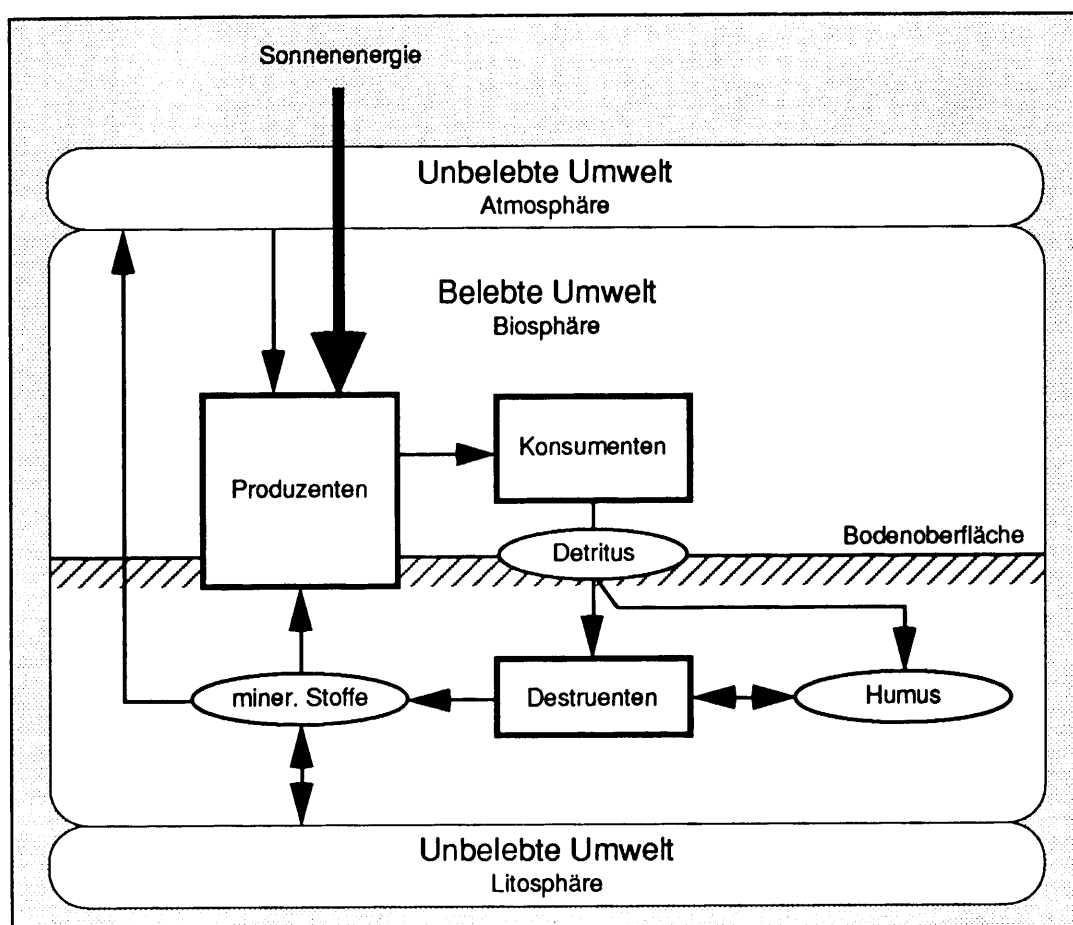 Sonnenenergie
Unbelebte Umwelt
Atmosphäre
Belebte Umwelt
Biosphäre
Konsumenten
Produzenten
Bodenoberfläche
Detritus
miner. Stoffe
Destruenten
Humus
Unbelebte Umwelt
Litosphäre